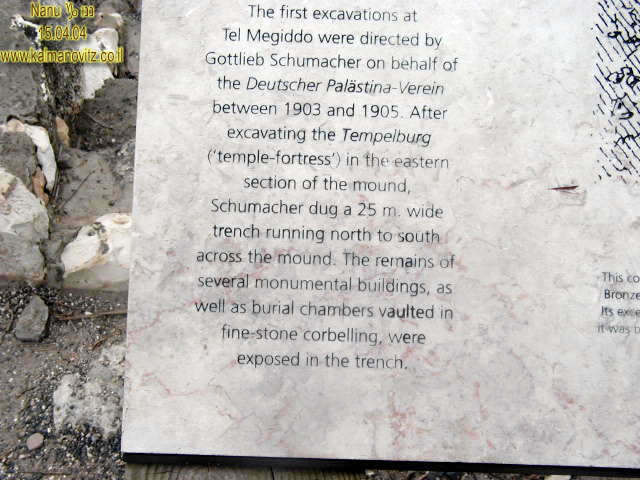 15.04.04
www.kalmanovitz.co.il
The first excavations at
Tel Megiddo were directed by
Gottlieb Schumacher on behalf of
the Deutscher Palästina-Verein
between 1903 and 1905. After
excavating the Tempelburg
('temple-fortress') in the eastern
section of the mound,
Schumacher dug a 25 m. wide
trench running north to south
across the mound. The remains of
several monumental buildings, as
well as burial chambers vaulted in
fine-stone corbelling, were
exposed in the trench.
This
Bronze
Its
it was